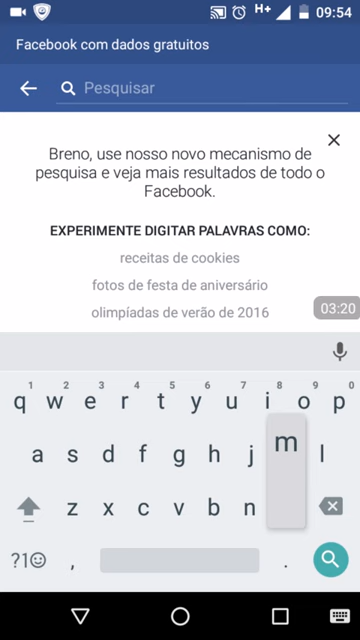 H+ 09:54
Facebook com dados gratuitos
Pesquisar
Breno, use nosso novo mecanismo de
pesquisa e veja mais resultados de todo o
Facebook.
EXPERIMENTE DIGITAR PALAVRAS COMO:
receitas de cookies
fotos de festa de aniversário
olimpíadas de verão de 2016
03:20
1 2 3 4 5 6 7 8 9 0
q w e r t y u i o p
a s d f g h j l
m
z x c v b n
?1 , .